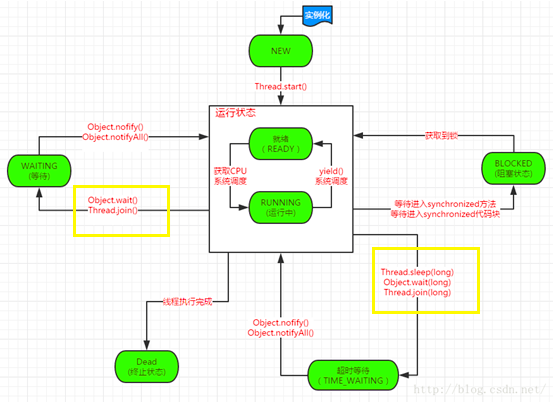 实例化
NEW
Thread.start()
运行状态
就绪
（READY）
获取CPU
系统调度
yield()
系统调度
RUNNING
(运行中)
Object.nofify()
Object.notifyAll()
WAITING
(等待)
Object.wait()
Thread.join()
获取到锁
BLOCKED
(阻塞状态)
等待进入synchronized方法
等待进入synchronized代码块
Thread.sleep(long)
Object.wait(long)
Thread.join(long)
线程执行完成
Object.nofify()
Object.notifyAll()
Dead
(终止状态)
超时等待
（TIME_WAITING）
http://blog.csdn.net/